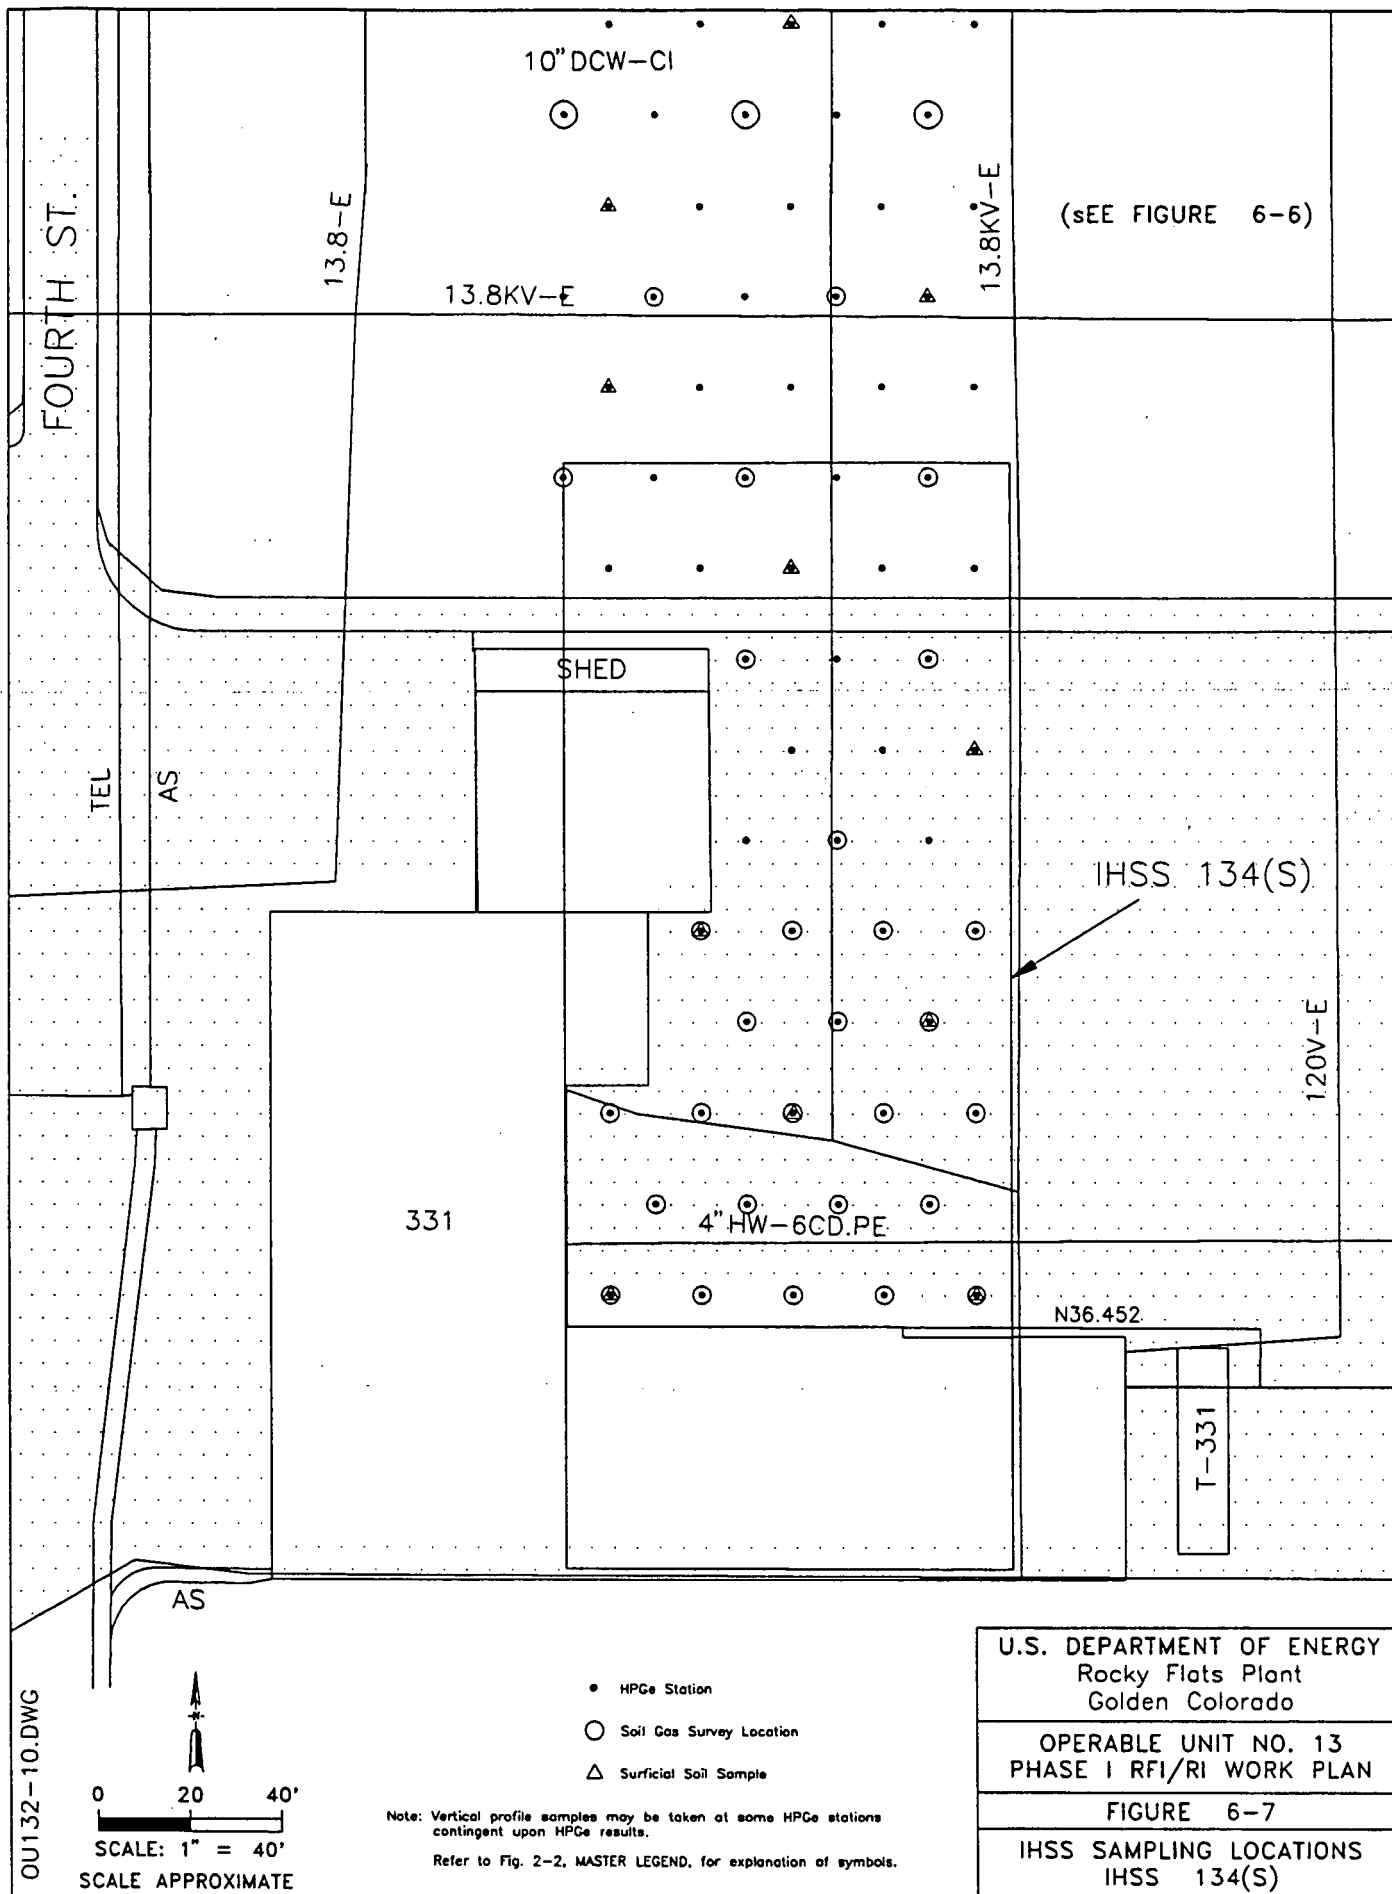 10" DCW-CI
FOURTH ST.
13.8-E
13.8KV-E
13.8KV-E
(sEE FIGURE 6-6)
SHED
TEL
AS
IHSS 134(S)
120V-E
331
4" HW-6CD.PE
N36.452
T-331
AS
OU132-10.DWG
N
0 20 40'
SCALE: 1" = 40'
SCALE APPROXIMATE
HPGe Station
Soil Gas Survey Location
Surficial Soil Sample
Note: Vertical profile samples may be taken at some HPGe stations
contingent upon HPGe results.
Refer to Fig. 2-2, MASTER LEGEND, for explanation of symbols.
U.S. DEPARTMENT OF ENERGY
Rocky Flats Plant
Golden Colorado
OPERABLE UNIT NO. 13
PHASE I RFI/RI WORK PLAN
FIGURE 6-7
IHSS SAMPLING LOCATIONS
IHSS 134(S)